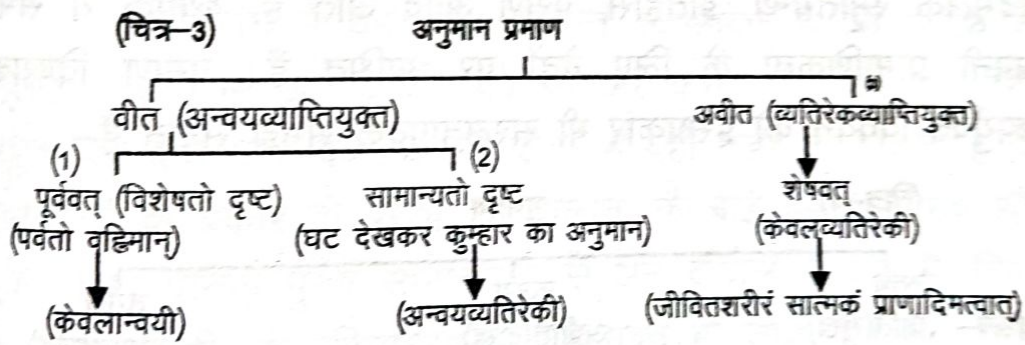 (चित्र-3) अनुमान प्रमाण
वीत (अन्वयव्याप्तियुक्त) अवीत (व्यतिरेकव्याप्तियुक्त)
(1) (2)
पूर्ववत् (विशेषतो दृष्ट) सामान्यतो दृष्ट शेषवत्
(पर्वतो वह्निमान्) (घट देखकर कुम्हार का अनुमान) (केवलव्यतिरेकी)
(केवलान्वयी) (अन्वयव्यतिरेकी) (जीवितशरीरं सात्मकं प्राणादिमत्वात्)